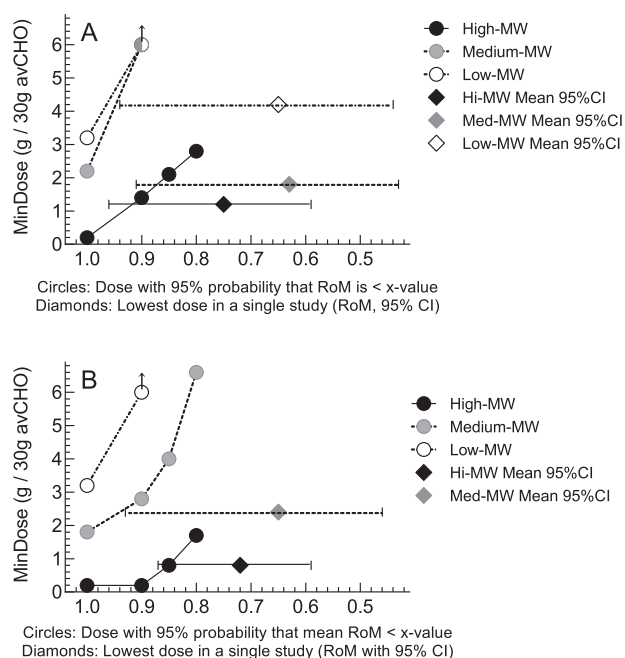 A
MinDose (g / 30g avCHO)
6
5
4
3
2
1
0
1.0 0.9 0.8 0.7 0.6 0.5
High-MW
Medium-MW
Low-MW
Hi-MW Mean 95%CI
Med-MW Mean 95%CI
Low-MW Mean 95%CI
Circles: Dose with 95% probability that RoM is < x-value
Diamonds: Lowest dose in a single study (RoM, 95% CI)
B
MinDose (g / 30g avCHO)
6
5
4
3
2
1
0
1.0 0.9 0.8 0.7 0.6 0.5
High-MW
Medium-MW
Low-MW
Hi-MW Mean 95%CI
Med-MW Mean 95%CI
Circles: Dose with 95% probability that mean RoM < x-value
Diamonds: Lowest dose in a single study (RoM with 95% CI)